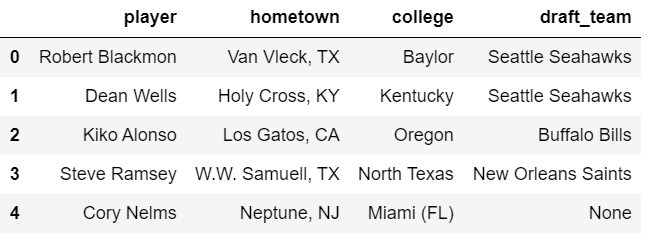 player hometown college draft_team
0 Robert Blackmon Van Vleck, TX Baylor Seattle Seahawks
1 Dean Wells Holy Cross, KY Kentucky Seattle Seahawks
2 Kiko Alonso Los Gatos, CA Oregon Buffalo Bills
3 Steve Ramsey W.W. Samuell, TX North Texas New Orleans Saints
4 Cory Nelms Neptune, NJ Miami (FL) None